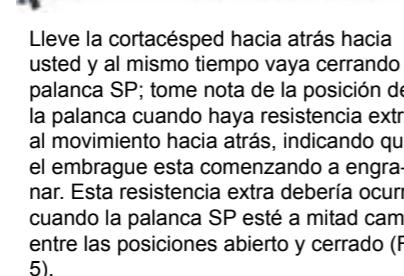 Lleve la cortacésped hacia atrás hacia
usted y al mismo tiempo vaya cerrando
palanca SP; tome nota de la posición de
la palanca cuando haya resistencia extr
al movimiento hacia atrás, indicando qu
el embrague esta comenzando a engra-
nar. Esta resistencia extra debería ocurr
cuando la palanca SP esté a mitad cam
entre las posiciones abierto y cerrado (F
5).